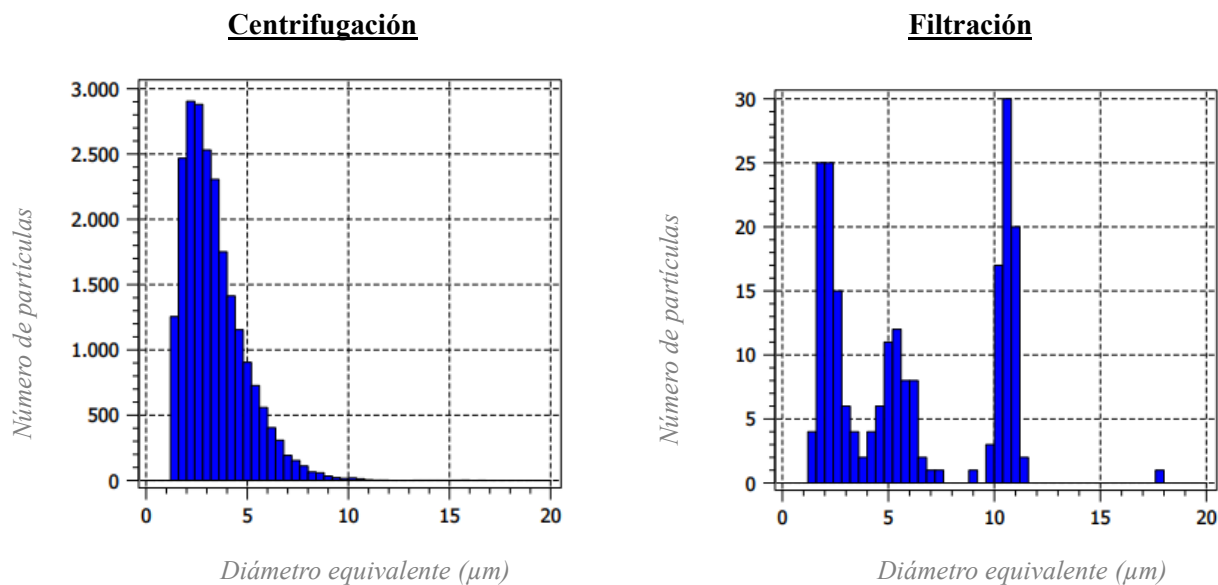 Centrifugación
Filtración
3.000
2.500
2.000
1.500
1.000
500
0
0 5 10 15 20
Número de partículas
Diámetro equivalente (µm)
30
25
20
15
10
5
0
0 5 10 15 20
Número de partículas
Diámetro equivalente (µm)